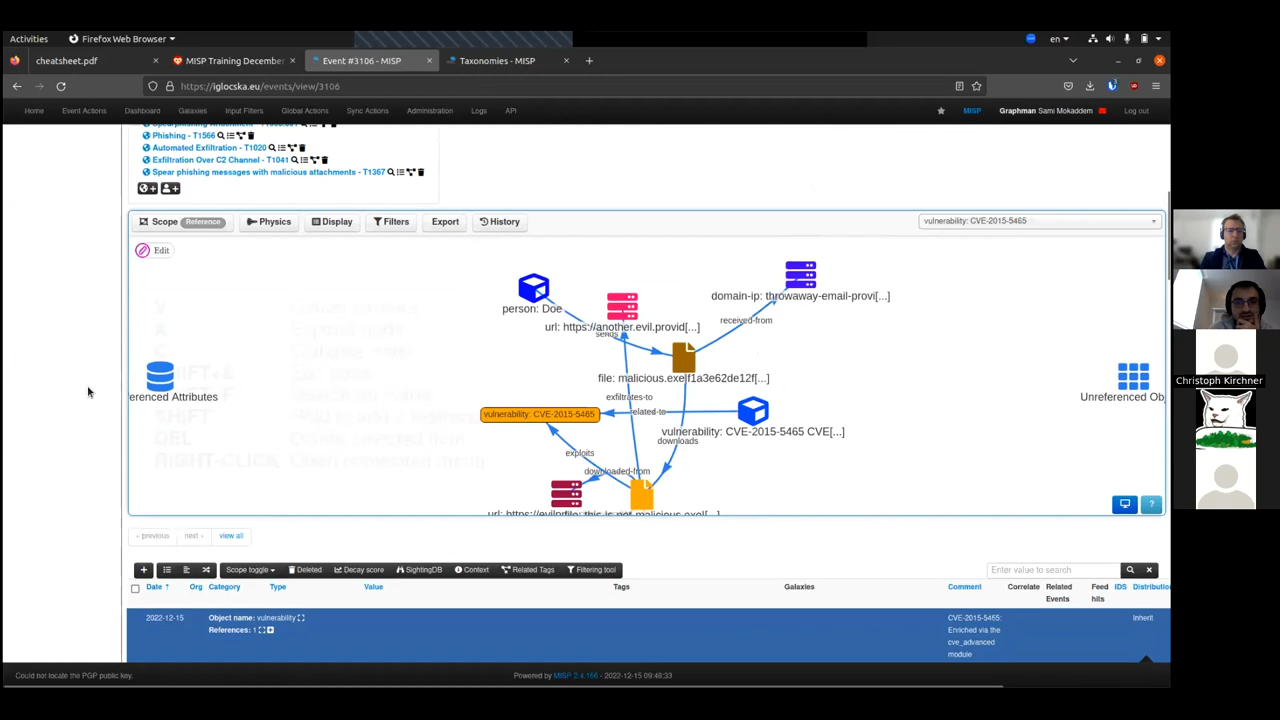 Activities Firefox Web Browser en
cheatsheet.pdf MISP Training December Event #3106 - MISP Taxonomies - MISP
https://iglocska.eu/events/view/3106
Home Event Actions Dashboard Galaxies Input Filters Global Actions Sync Actions Administration Logs API MISP Graphman Sami Mokaddem Log out
Phishing - T1566
Automated Exfiltration - T1020
Exfiltration Over C2 Channel - T1041
Spear phishing messages with malicious attachments - T1367
Scope Reference Physics Display Filters Export History vulnerability: CVE-2015-5465
Edit
person: Doe
domain-ip: throwaway-email-provi[...]
url: https://another.evil.provid[...]
received-from
sends
file: malicious.exe|f1a3e62de12f[...]
erenced Attributes
Unreferenced Obj
exfiltrates-to
vulnerability: CVE-2015-5465
related-to
vulnerability: CVE-2015-5465 CVE[...]
downloads
exploits
downloaded-from
SHIFT
DEL
RIGHT-CLICK
?
Christoph Kirchner
« previous next » view all
+ Scope toggle Deleted Decay score SightingDB Context Related Tags Filtering tool Enter value to search
Date Org Category Type Value Tags Galaxies Comment Correlate Related Events Feed hits IDS Distribution
2022-12-15 Object name: vulnerability CVE-2015-5465: Enriched via the cve_advanced module Inherit
References: 1
Could not locate the PGP public key. Powered by MISP 2.4.166 - 2022-12-15 09:48:33